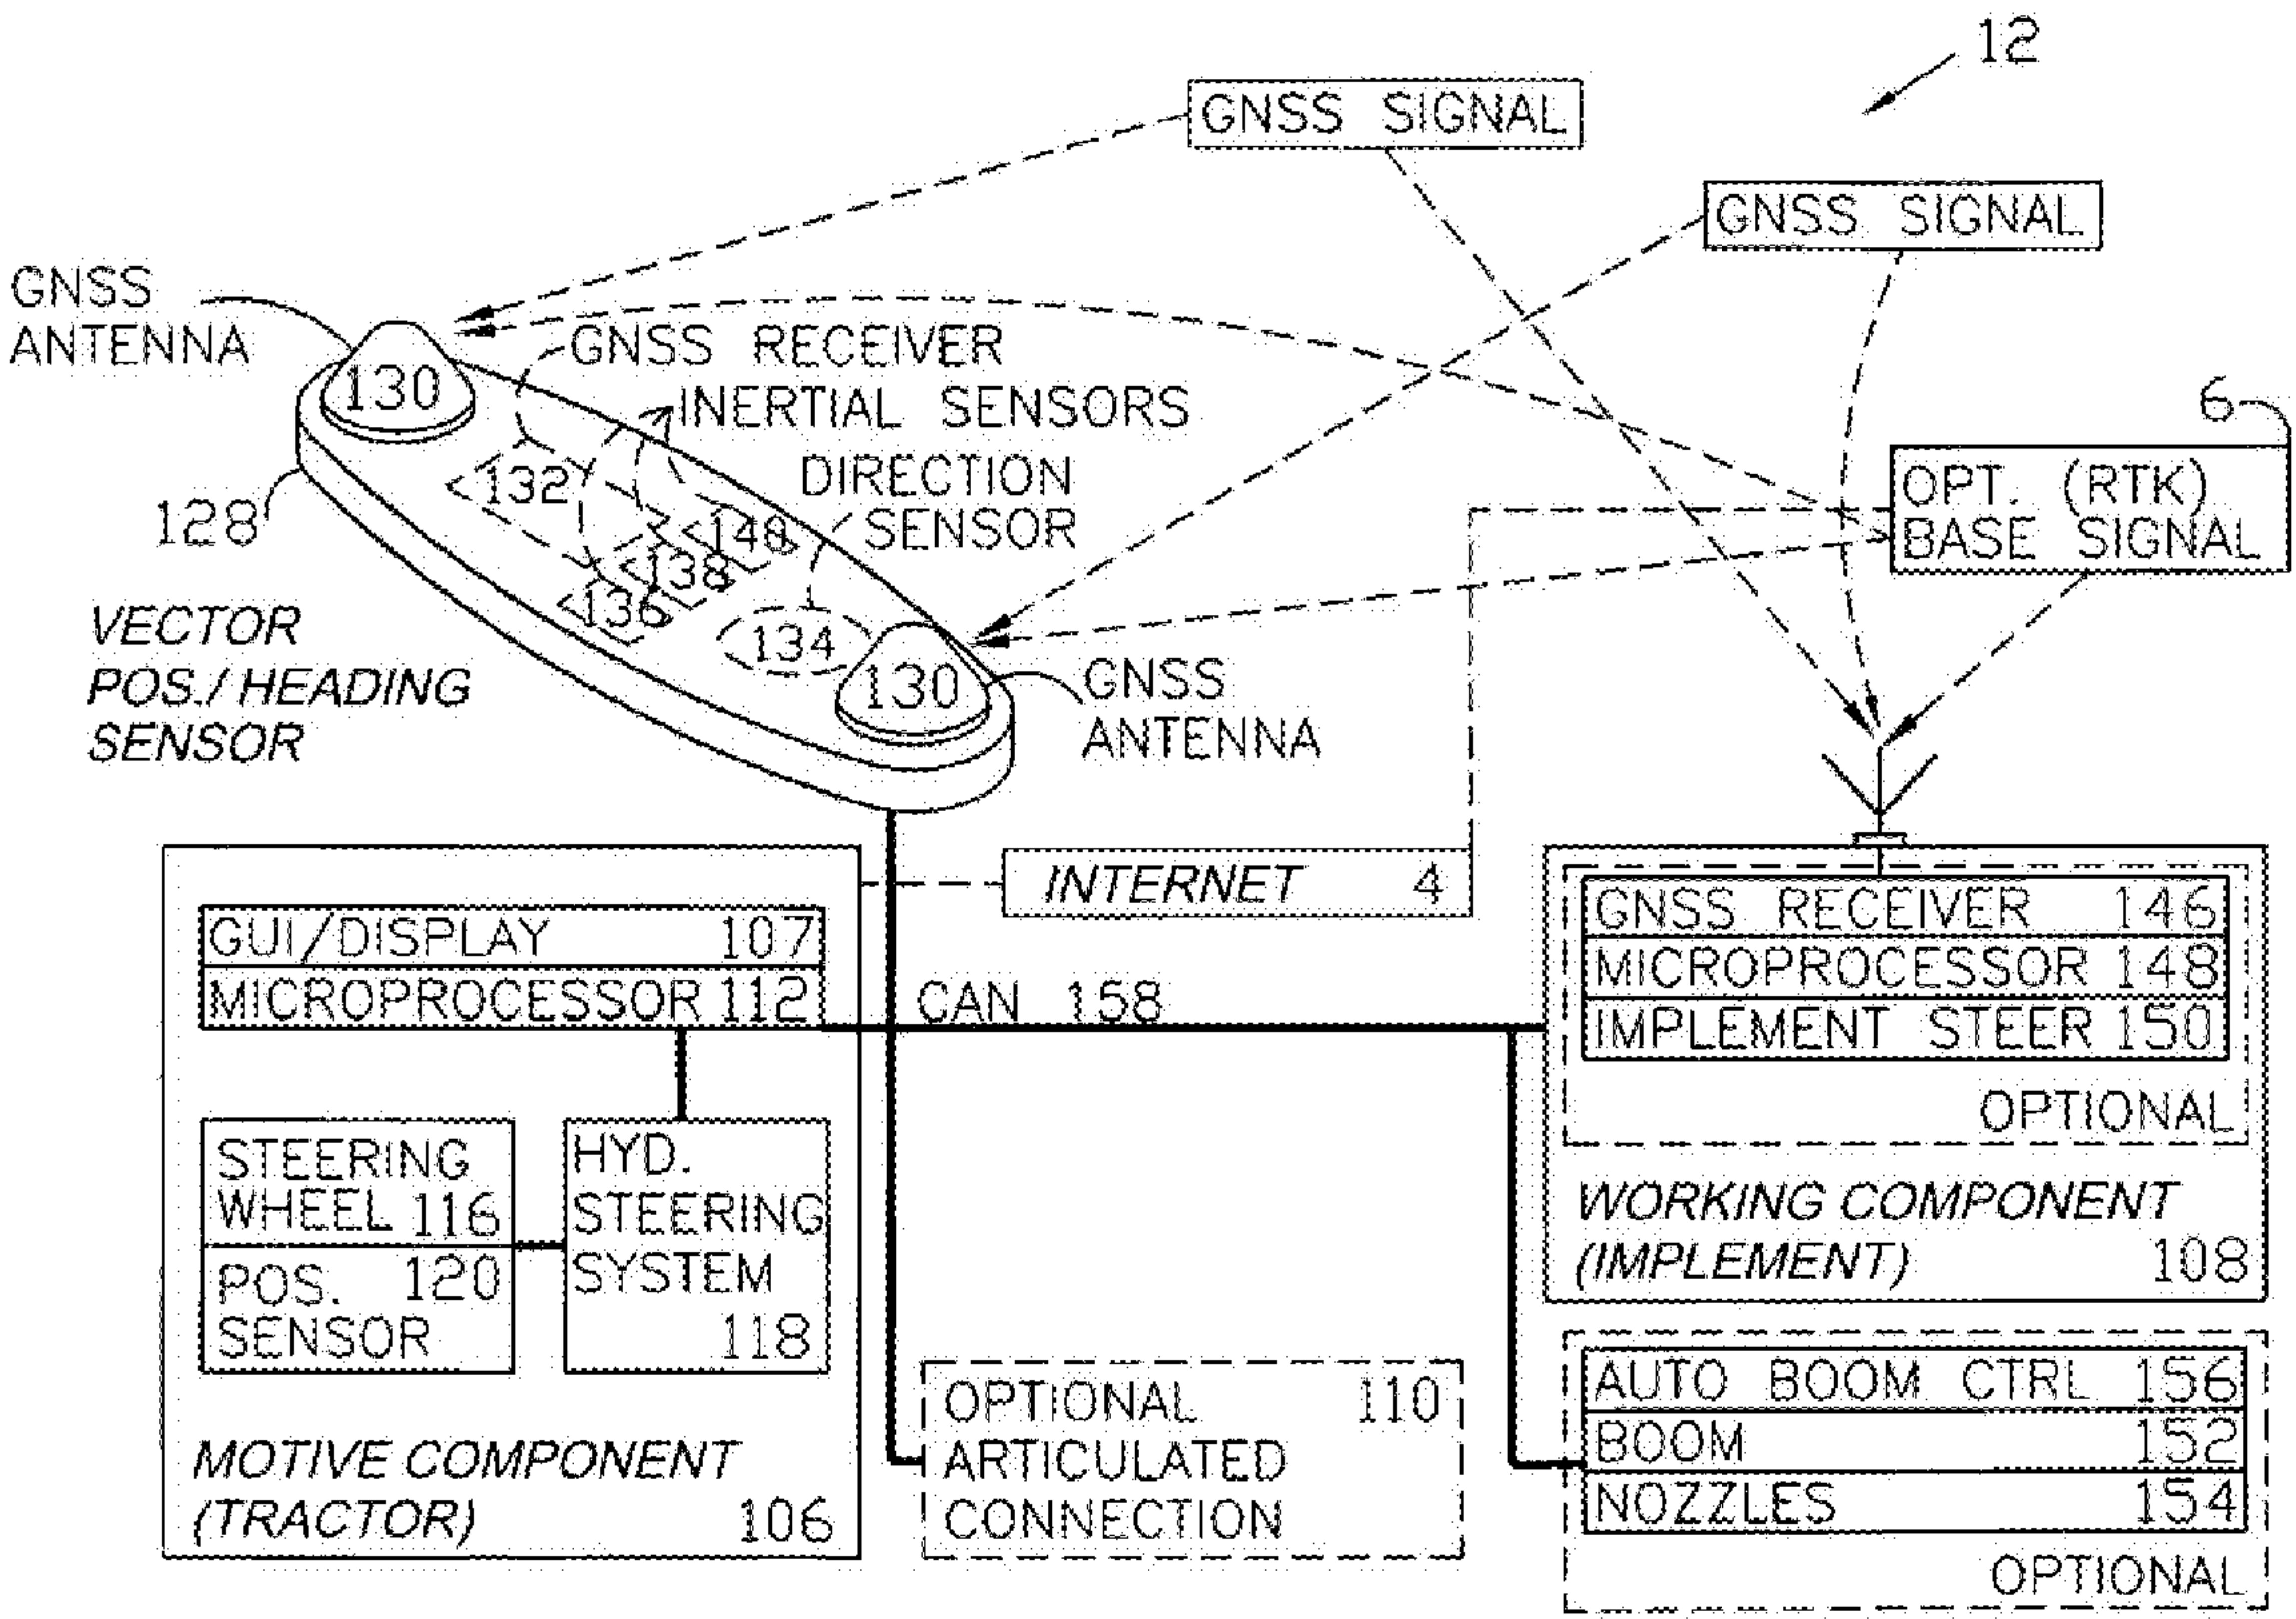 12
GNSS SIGNAL
GNSS SIGNAL
GNSS
ANTENNA
130
GNSS RECEIVER
INERTIAL SENSORS
DIRECTION
SENSOR
6
OPT. (RTK)
BASE SIGNAL
128
132
140
138
136
134
130
VECTOR
POS./HEADING
SENSOR
GNSS
ANTENNA
INTERNET 4
GUI/DISPLAY 107
MICROPROCESSOR 112
CAN 158
STEERING
WHEEL 116
POS. 120
SENSOR
HYD.
STEERING
SYSTEM
118
MOTIVE COMPONENT
(TRACTOR) 106
OPTIONAL 110
ARTICULATED
CONNECTION
GNSS RECEIVER 146
MICROPROCESSOR 148
IMPLEMENT STEER 150
OPTIONAL
WORKING COMPONENT
(IMPLEMENT) 108
AUTO BOOM CTRL 156
BOOM 152
NOZZLES 154
OPTIONAL